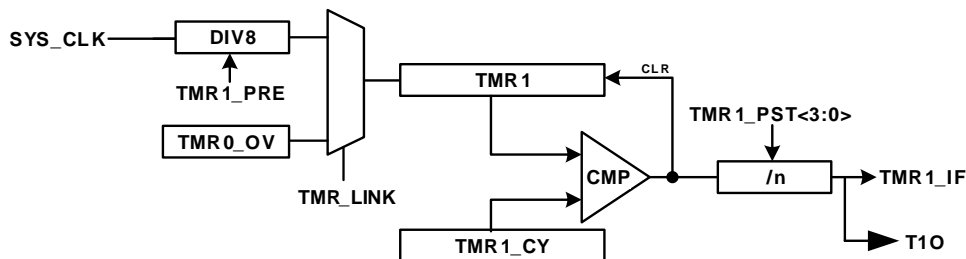 SYS_CLK
DIV8
TMR1_PRE
TMR0_OV
TMR_LINK
TMR1
CLR
CMP
TMR1_CY
TMR1_PST<3:0>
/n
TMR1_IF
T1O